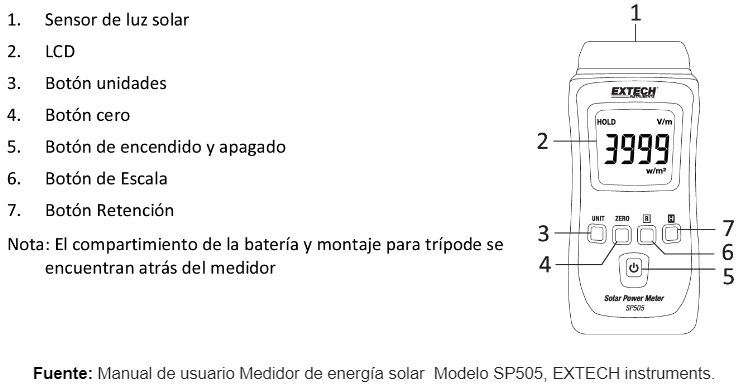 1. Sensor de luz solar
2. LCD
3. Botón unidades
4. Botón cero
5. Botón de encendido y apagado
6. Botón de Escala
7. Botón Retención
Nota: El compartimiento de la batería y montaje para trípode se
encuentran atrás del medidor
1
EXTECH
INSTRUMENTS
HOLD V/m
2
3999
w/m²
UNIT ZERO R H
3
7
4
6
5
Solar Power Meter
SP505
Fuente: Manual de usuario Medidor de energía solar Modelo SP505, EXTECH instruments.